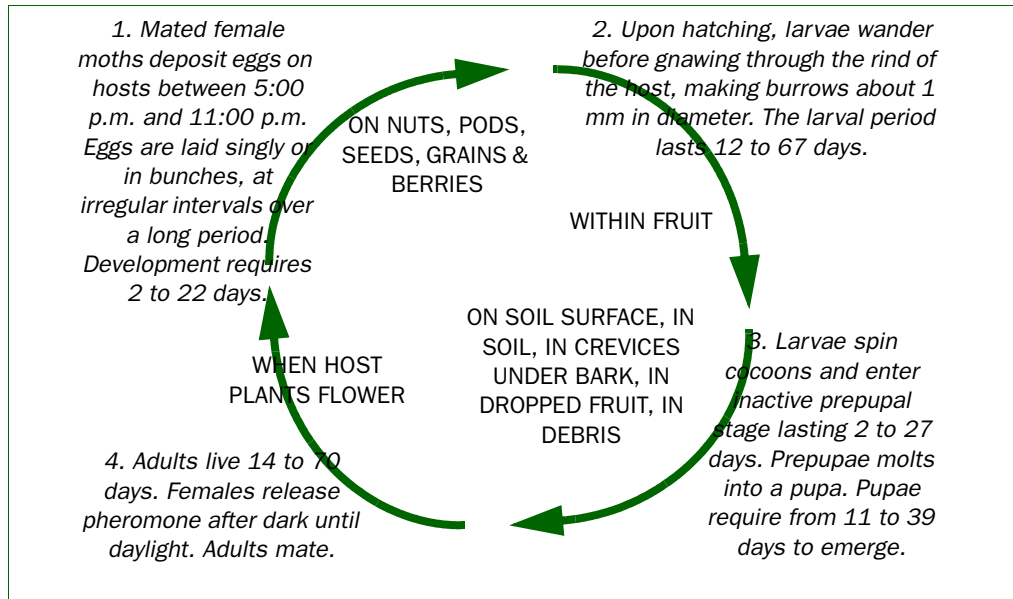 1. Mated female
moths deposit eggs on
hosts between 5:00
p.m. and 11:00 p.m.
Eggs are laid singly or
in bunches, at
irregular intervals over
a long period.
Development requires
2 to 22 days.
ON NUTS, PODS,
SEEDS, GRAINS &
BERRIES
2. Upon hatching, larvae wander
before gnawing through the rind of
the host, making burrows about 1
mm in diameter. The larval period
lasts 12 to 67 days.
WITHIN FRUIT
3. Larvae spin
cocoons and enter
inactive prepupal
stage lasting 2 to 27
days. Prepupae molts
into a pupa. Pupae
require from 11 to 39
days to emerge.
ON SOIL SURFACE, IN
SOIL, IN CREVICES
UNDER BARK, IN
DROPPED FRUIT, IN
DEBRIS
4. Adults live 14 to 70
days. Females release
pheromone after dark until
daylight. Adults mate.
WHEN HOST
PLANTS FLOWER